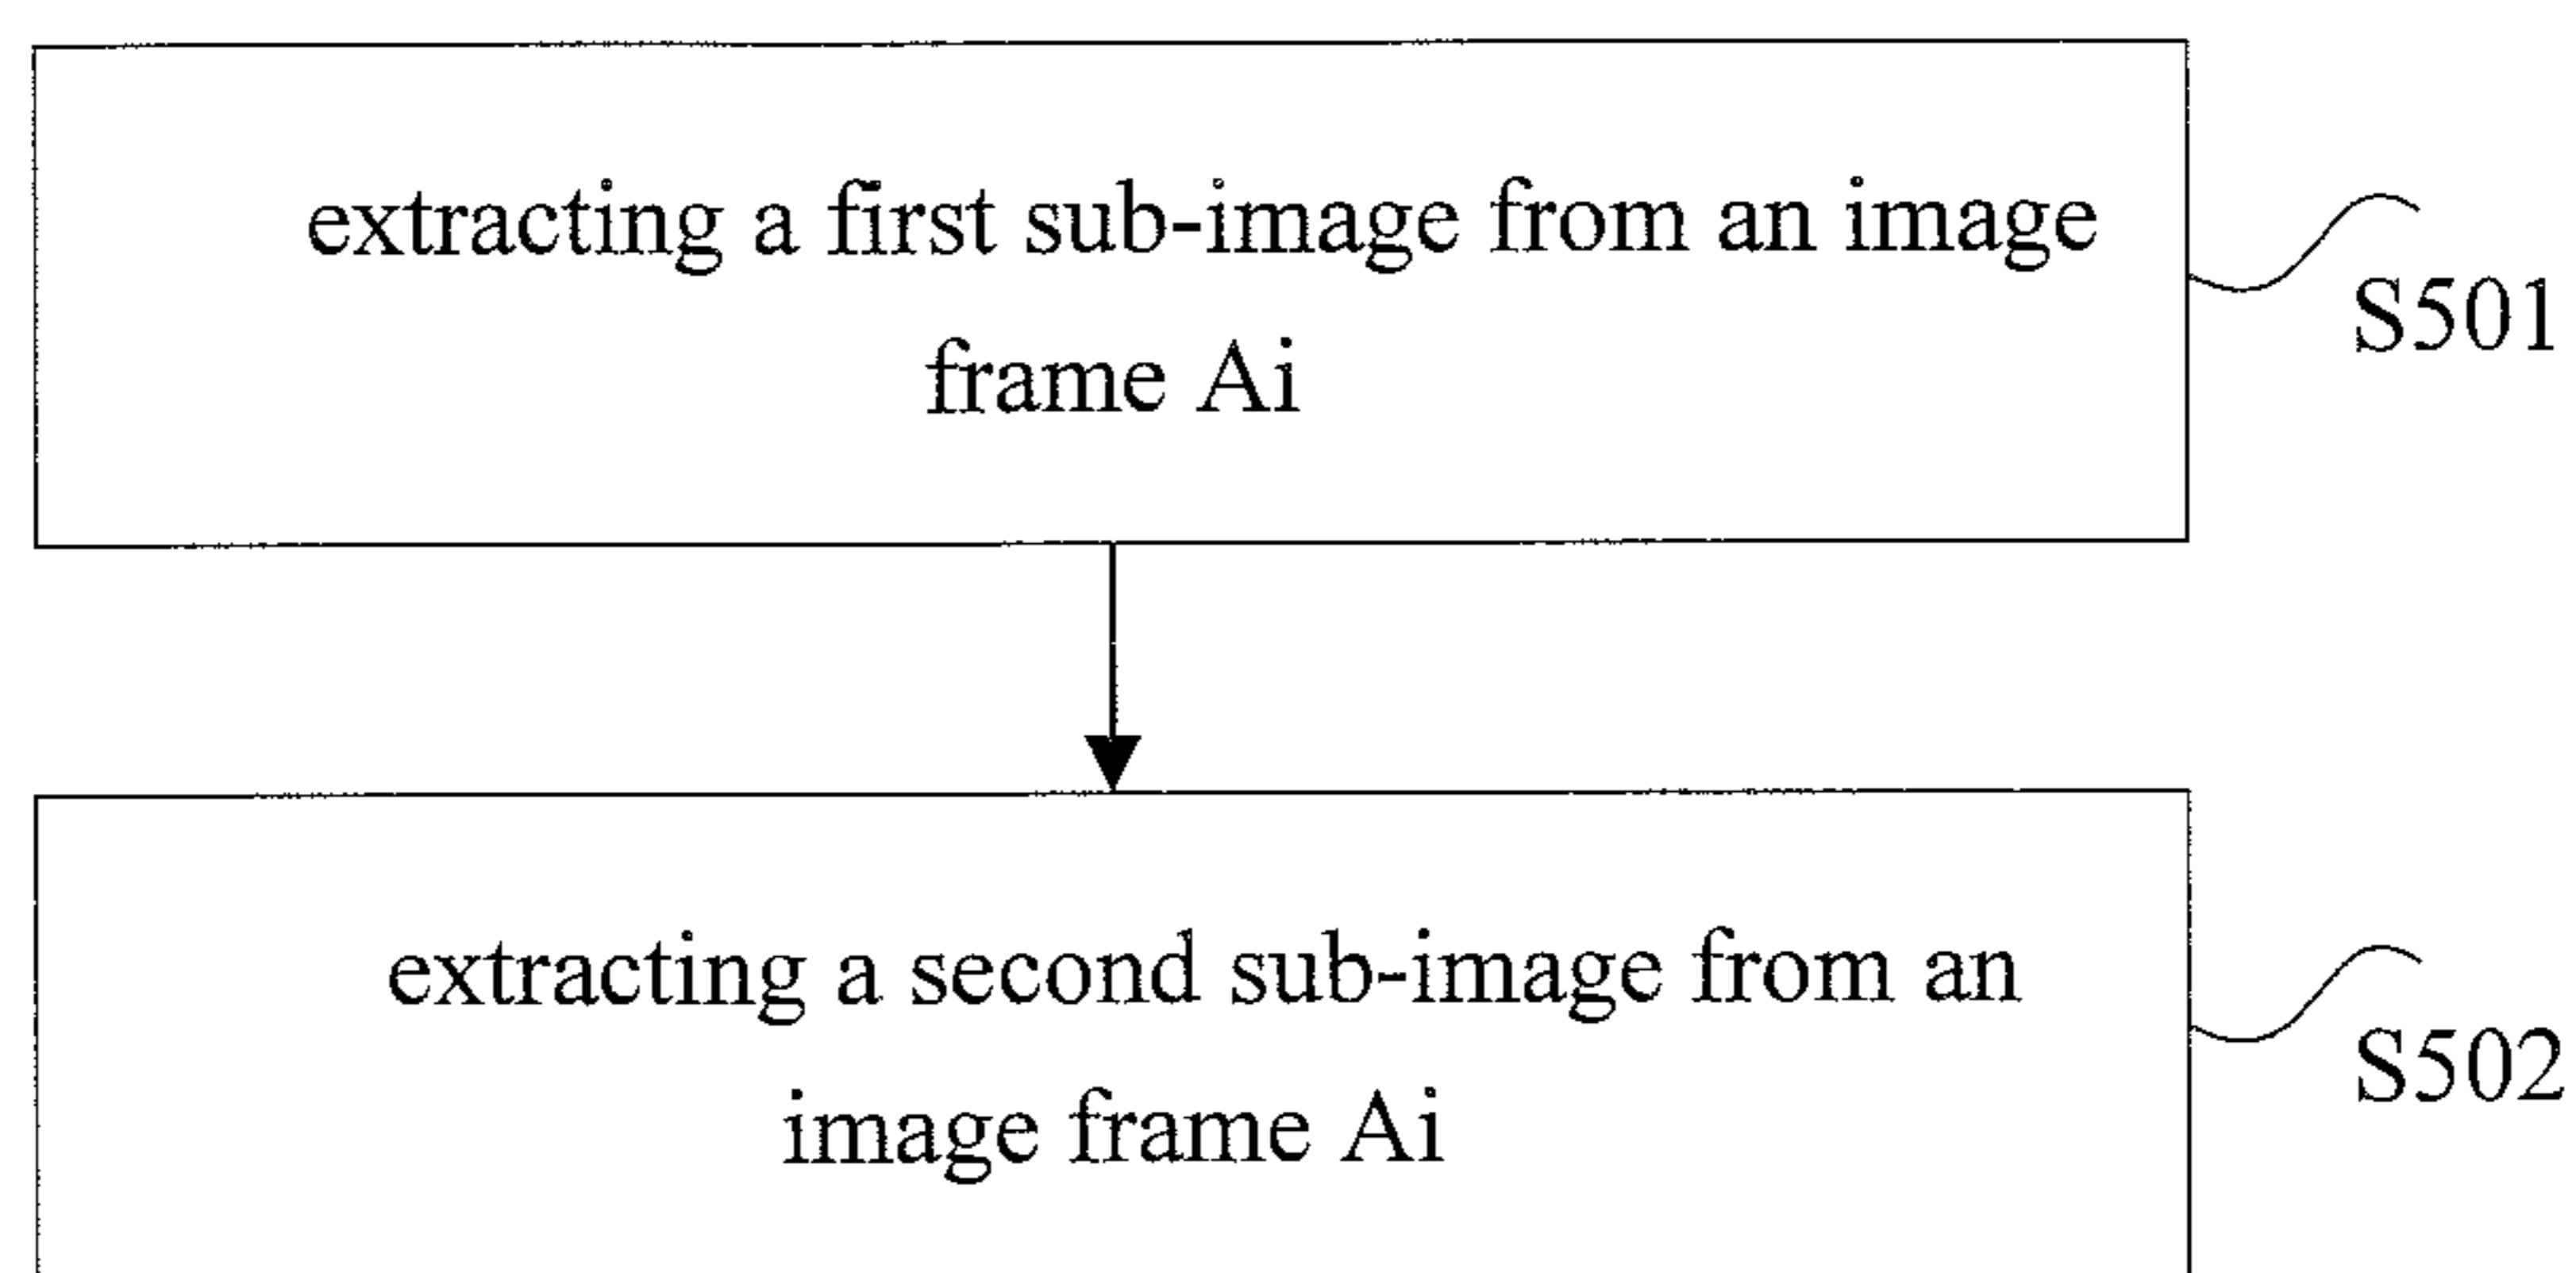 extracting a first sub-image from an image
frame Ai
S501
extracting a second sub-image from an
image frame Ai
S502